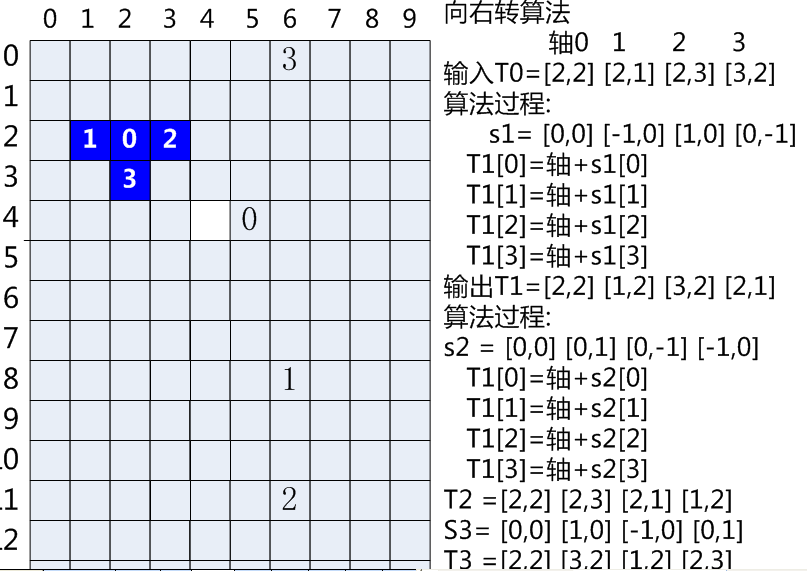 0 1 2 3 4 5 6 7 8 9
0 3
1
2 1 0 2
3 3
4 0
5
6
7
8 1
9
10
11 2
12
向右转算法
轴0 1 2 3
输入T0=[2,2] [2,1] [2,3] [3,2]
算法过程:
s1= [0,0] [-1,0] [1,0] [0,-1]
T1[0]=轴+s1[0]
T1[1]=轴+s1[1]
T1[2]=轴+s1[2]
T1[3]=轴+s1[3]
输出T1=[2,2] [1,2] [3,2] [2,1]
算法过程:
s2 = [0,0] [0,1] [0,-1] [-1,0]
T1[0]=轴+s2[0]
T1[1]=轴+s2[1]
T1[2]=轴+s2[2]
T1[3]=轴+s2[3]
T2 =[2,2] [2,3] [2,1] [1,2]
S3= [0,0] [1,0] [-1,0] [0,1]
T3 =[2,2] [3,2] [1,2] [2,3]